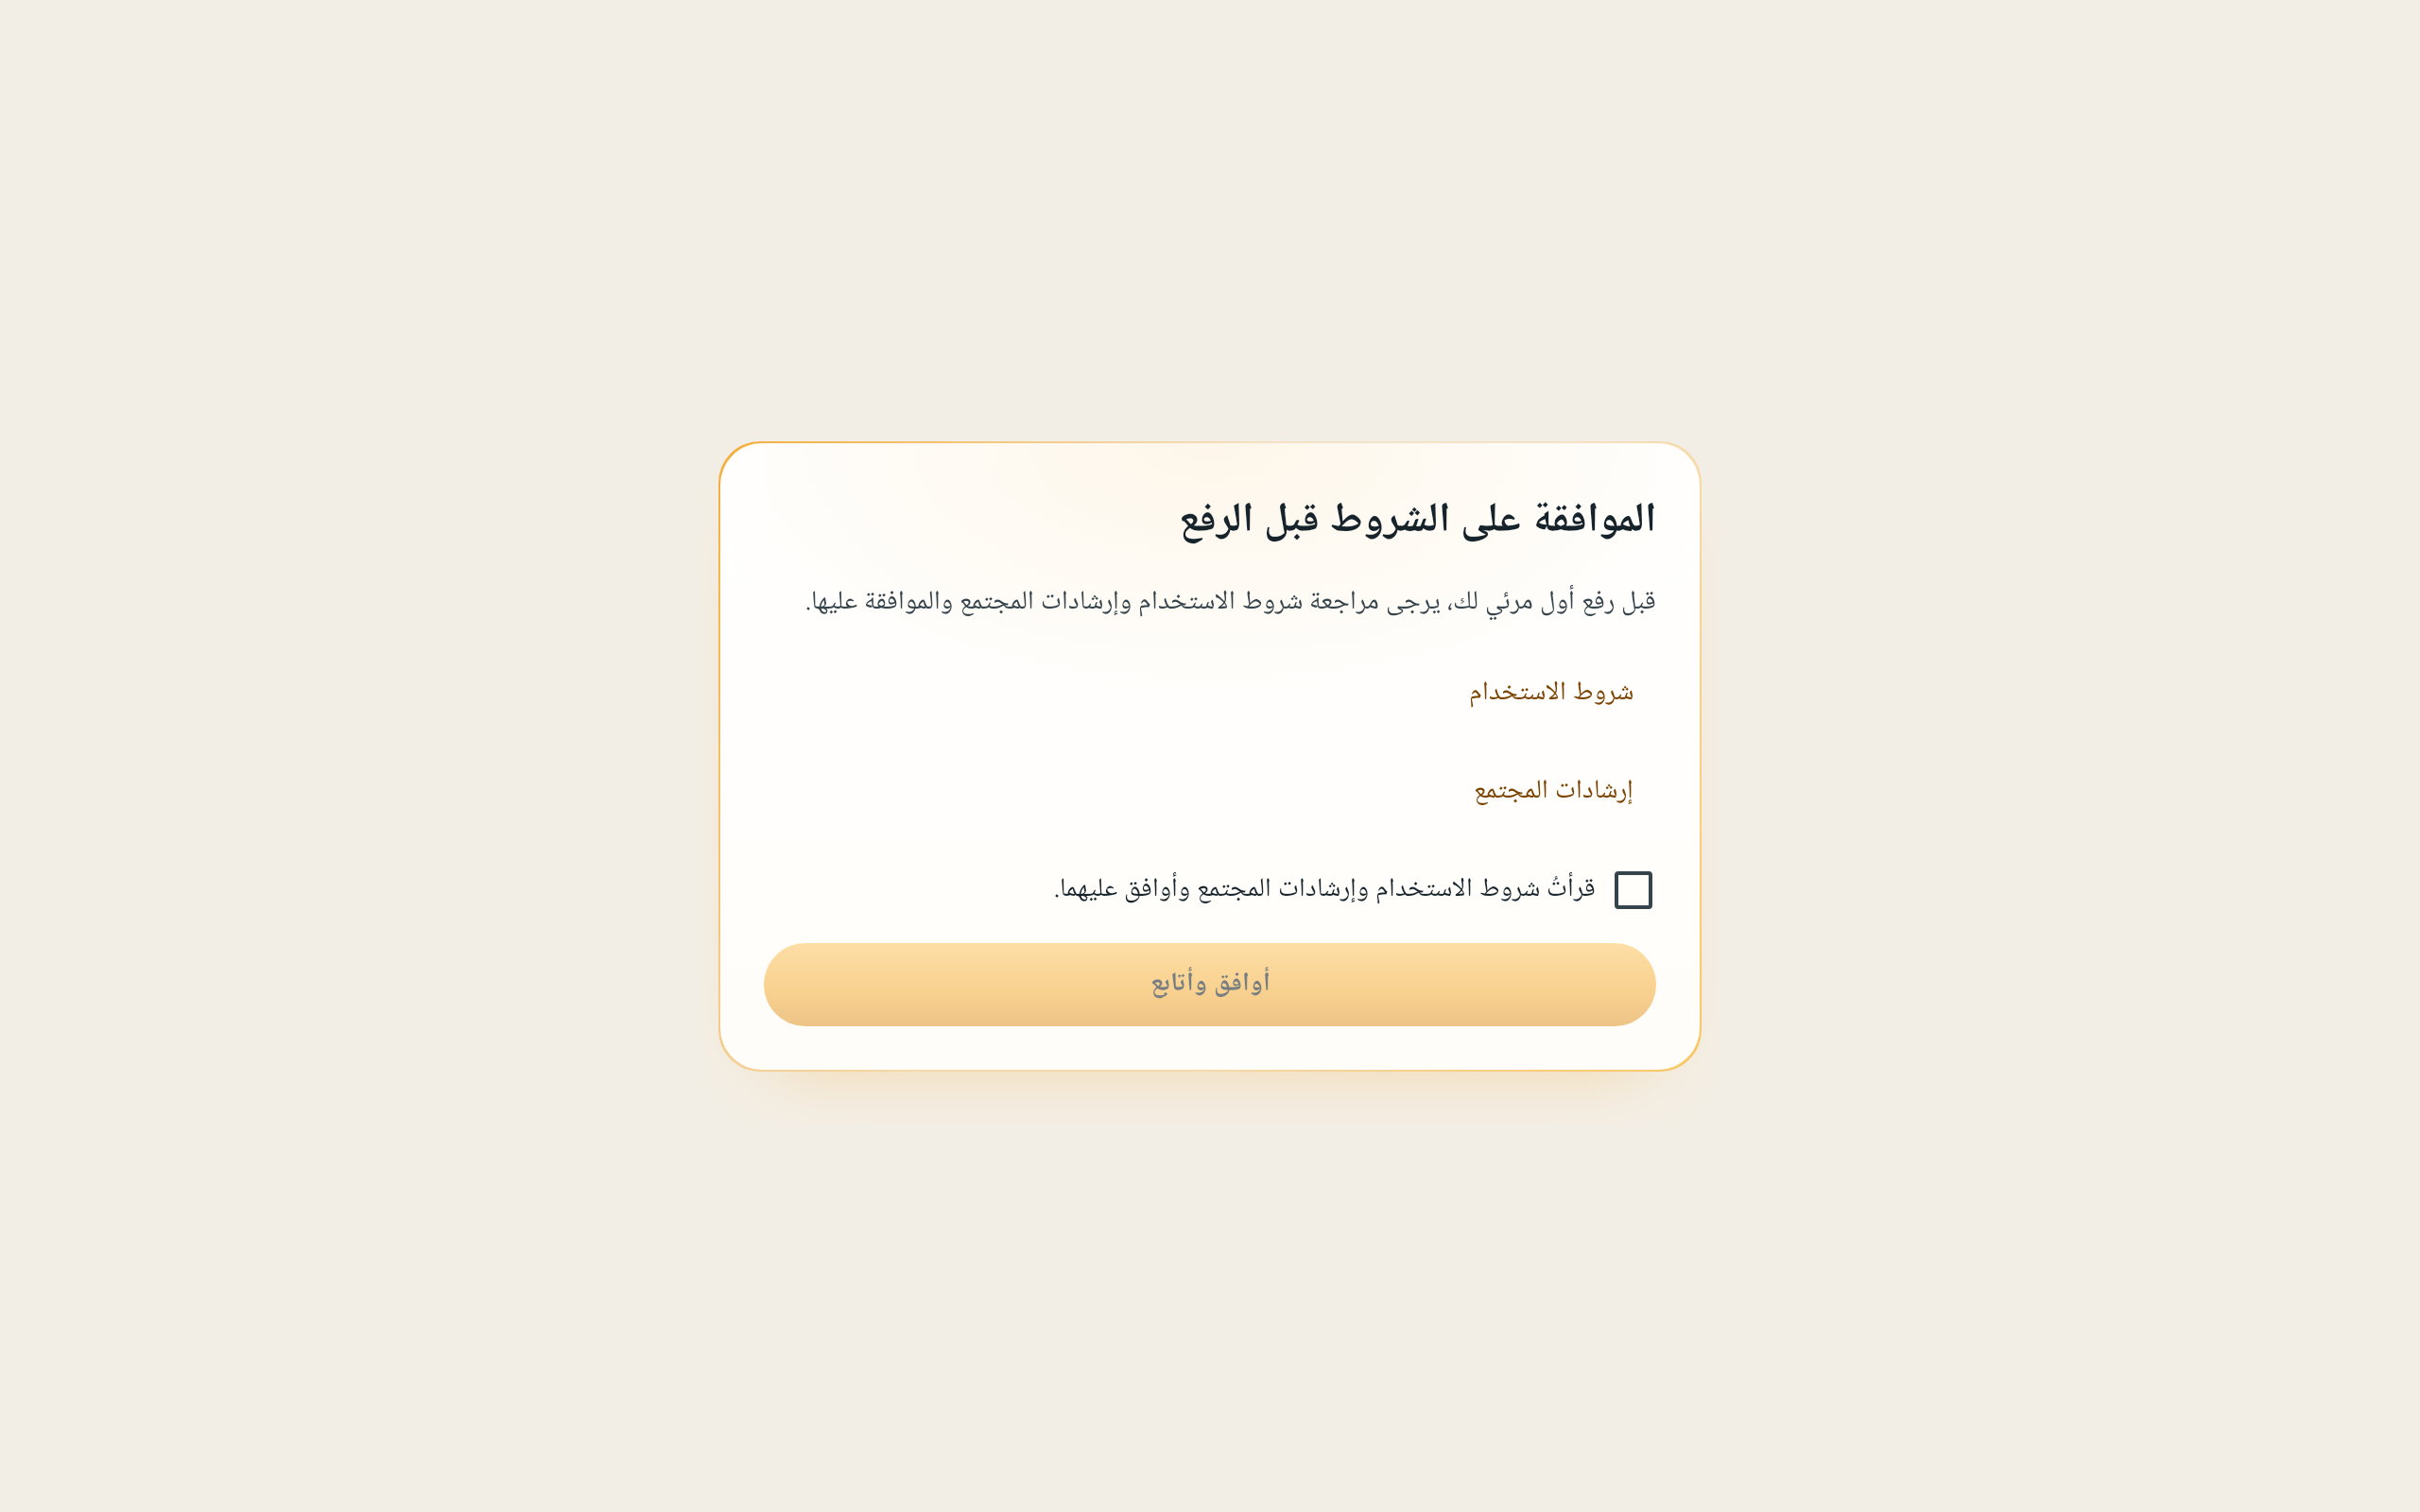 الموافقة على الشروط قبل الرفع
قبل رفع أول مرئي لك، يرجى مراجعة شروط الاستخدام وإرشادات المجتمع والموافقة عليها.
شروط الاستخدام
إرشادات المجتمع
قرأتُ شروط الاستخدام وإرشادات المجتمع وأوافق عليهما.
أوافق وأتابع